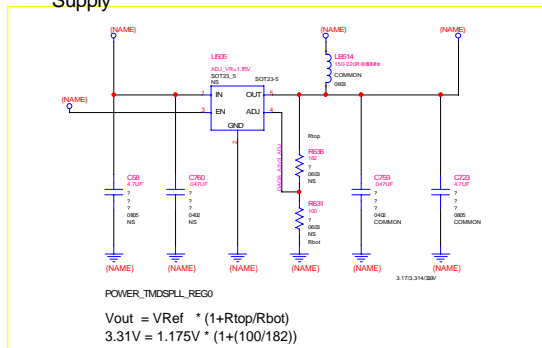 Supply
(NAME)
(NAME)
(NAME)
U505
ADJ_VR=1.175V
SOT23_5
NS
SOT23-5
LB514
150-220R@80MHz
COMMON
0603
(NAME)
1
IN
OUT
5
3
EN
ADJ
4
GND
2
Rtop
R636
182
?
0603
NS
R631
100
?
0603
NS
Rbot
C58
4.7UF
?
?
0805
NS
C760
.047UF
?
?
0402
NS
C759
.047UF
?
?
0402
COMMON
C723
4.7UF
?
?
0805
COMMON
(NAME)
(NAME)
(NAME)
(NAME)
(NAME)
(NAME)
POWER_TMDSPLL_REG0
Vout = VRef * (1+Rtop/Rbot)
3.31V = 1.175V * (1+(100/182))